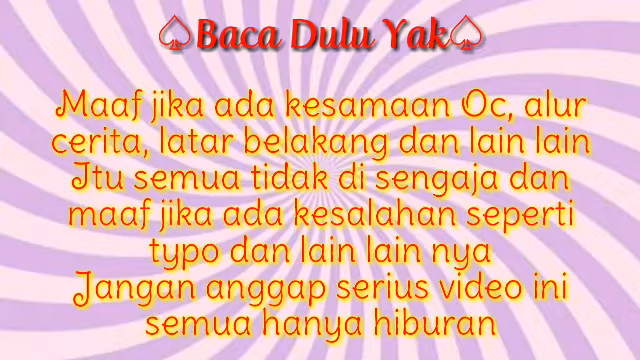 ♤Baca Dulu Yak♤
Maaf jika ada kesamaan Oc, alur
cerita, latar belakang dan lain lain
Itu semua tidak di sengaja dan
maaf jika ada kesalahan seperti
typo dan lain lain nya
Jangan anggap serius video ini
semua hanya hiburan